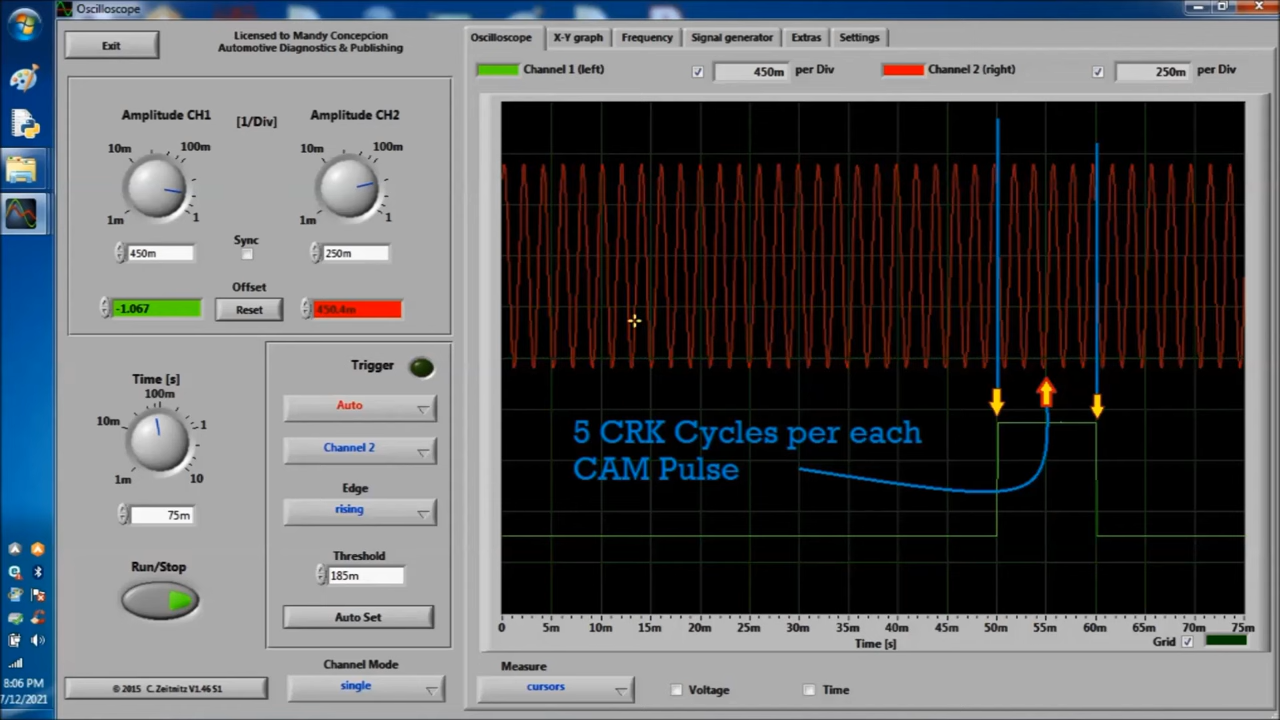 Oscilloscope
Exit
Licensed to Mandy Concepcion
Automotive Diagnostics & Publishing
Amplitude CH1
[1/Div]
Amplitude CH2
10m
100m
1m
1
10m
100m
1m
1
Sync
450m
250m
Offset
-1.067
Reset
450.4m
Time [s]
100m
10m
1
1m
10
75m
Run/Stop
Trigger
Auto
Channel 2
Edge
rising
Threshold
185m
Auto Set
Channel Mode
single
© 2015 C. Zeitnitz V1.46 S1
Oscilloscope X-Y graph Frequency Signal generator Extras Settings
Channel 1 (left) 450m per Div Channel 2 (right) 250m per Div
5 CRK Cycles per each
CAM Pulse
0 5m 10m 15m 20m 25m 30m 35m 40m 45m 50m 55m 60m 65m 70m 75m
Time [s]
Grid
Measure
cursors
Voltage
Time
8:06 PM
7/12/2021